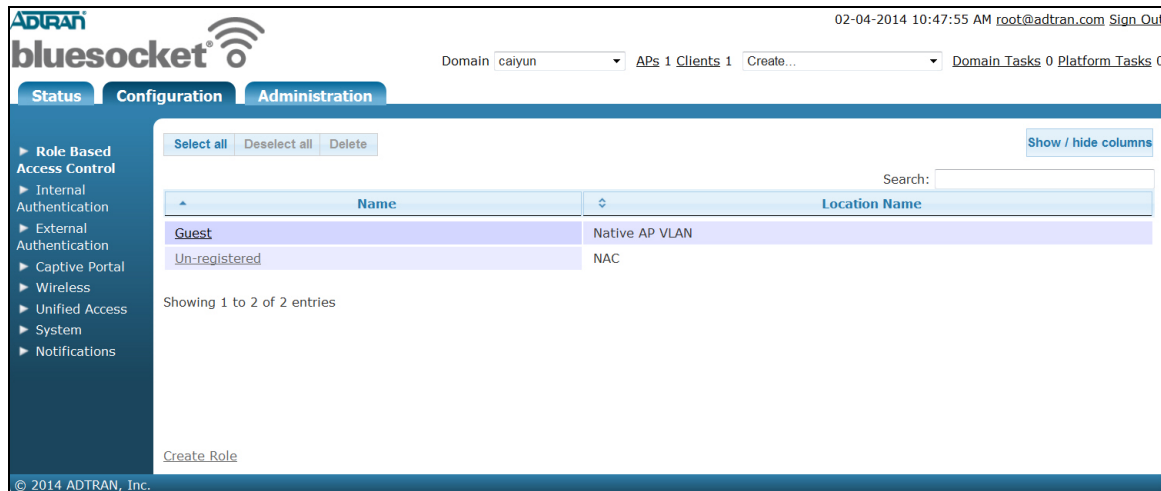 ADTRAN
bluesocket
02-04-2014 10:47:55 AM root@adtran.com Sign Out
Domain caiyun APs 1 Clients 1 Create... Domain Tasks 0 Platform Tasks 0
Status Configuration Administration
Role Based
Access Control
Internal
Authentication
External
Authentication
Captive Portal
Wireless
Unified Access
System
Notifications
Select all Deselect all Delete
Show / hide columns
Search:
Name Location Name
Guest Native AP VLAN
Un-registered NAC
Showing 1 to 2 of 2 entries
Create Role
© 2014 ADTRAN, Inc.